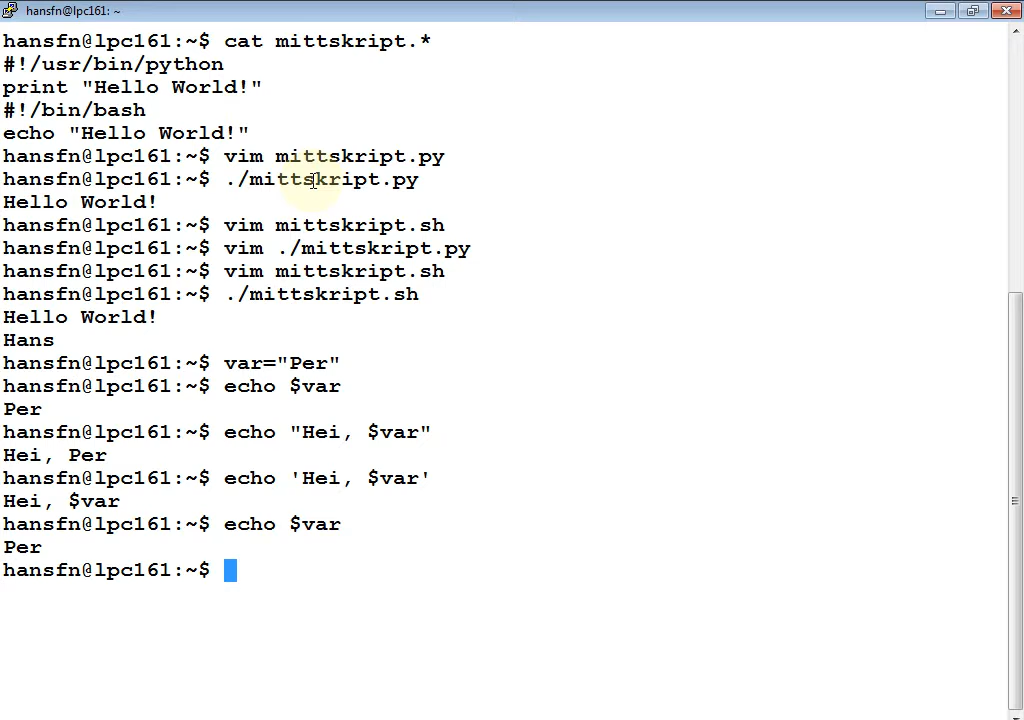 hansfn@lpc161: ~
hansfn@lpc161:~$ cat mittskript.*
#!/usr/bin/python
print "Hello World!"
#!/bin/bash
echo "Hello World!"
hansfn@lpc161:~$ vim mittskript.py
hansfn@lpc161:~$ ./mittskript.py
Hello World!
hansfn@lpc161:~$ vim mittskript.sh
hansfn@lpc161:~$ vim ./mittskript.py
hansfn@lpc161:~$ vim mittskript.sh
hansfn@lpc161:~$ ./mittskript.sh
Hello World!
Hans
hansfn@lpc161:~$ var="Per"
hansfn@lpc161:~$ echo $var
Per
hansfn@lpc161:~$ echo "Hei, $var"
Hei, Per
hansfn@lpc161:~$ echo 'Hei, $var'
Hei, $var
hansfn@lpc161:~$ echo $var
Per
hansfn@lpc161:~$